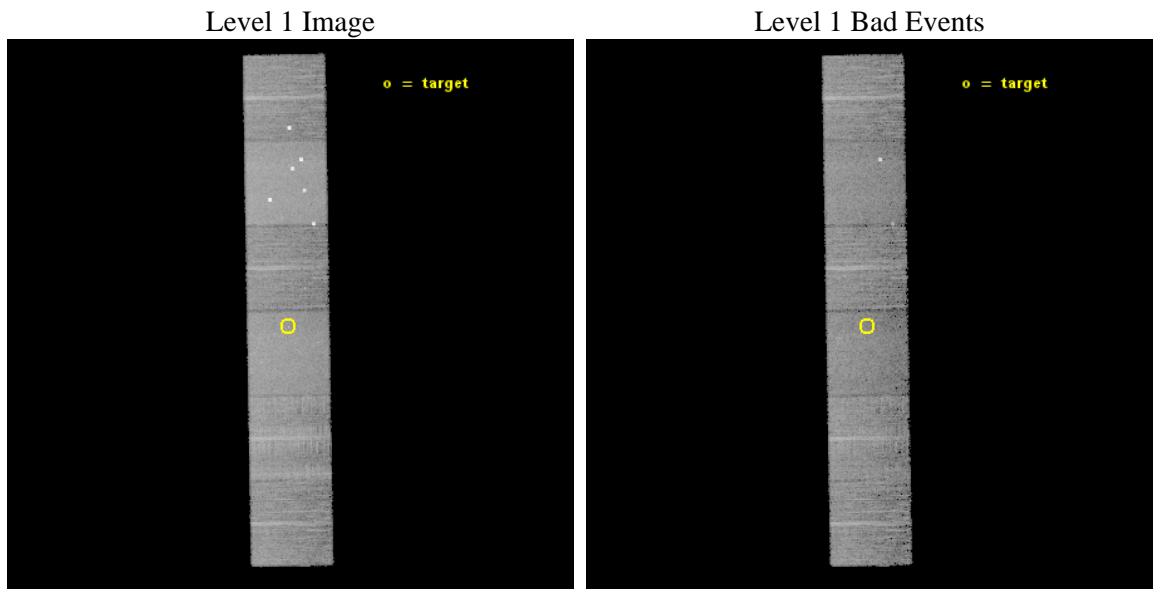 Level 1 Image
Level 1 Bad Events
o = target
o = target